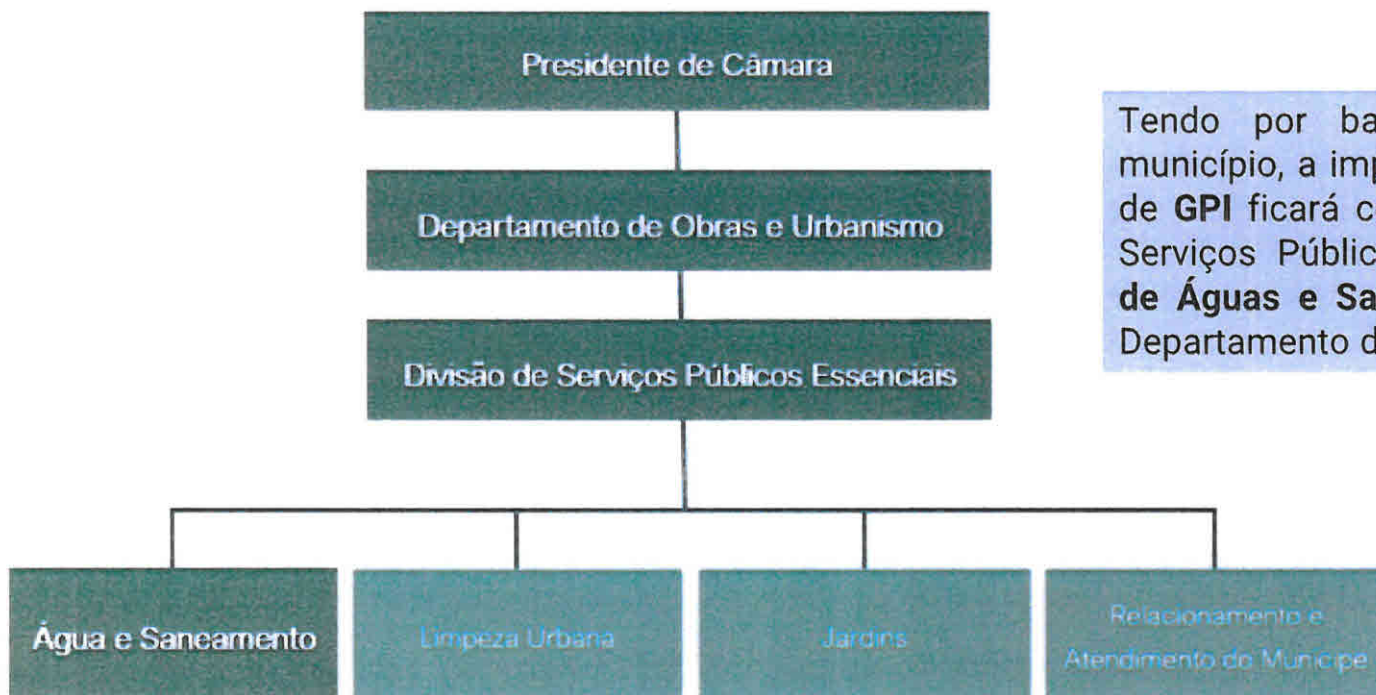 Presidente de Câmara
Departamento de Obras e Urbanismo
Divisão de Serviços Públicos Essenciais
Água e Saneamento
Limpeza Urbana
Jardins
Relacionamento e
Atendimento do Munícipe
Tendo por ba
município, a imp
de GPI ficará c
Serviços Públic
de Águas e Sa
Departamento d